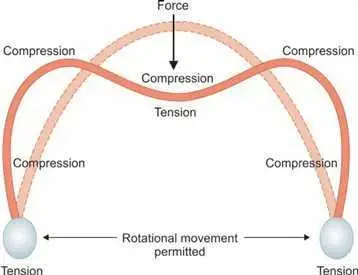 Force
Compression
Compression
Compression
Tension
Compression
Compression
Rotational movement
permitted
Tension
Tension